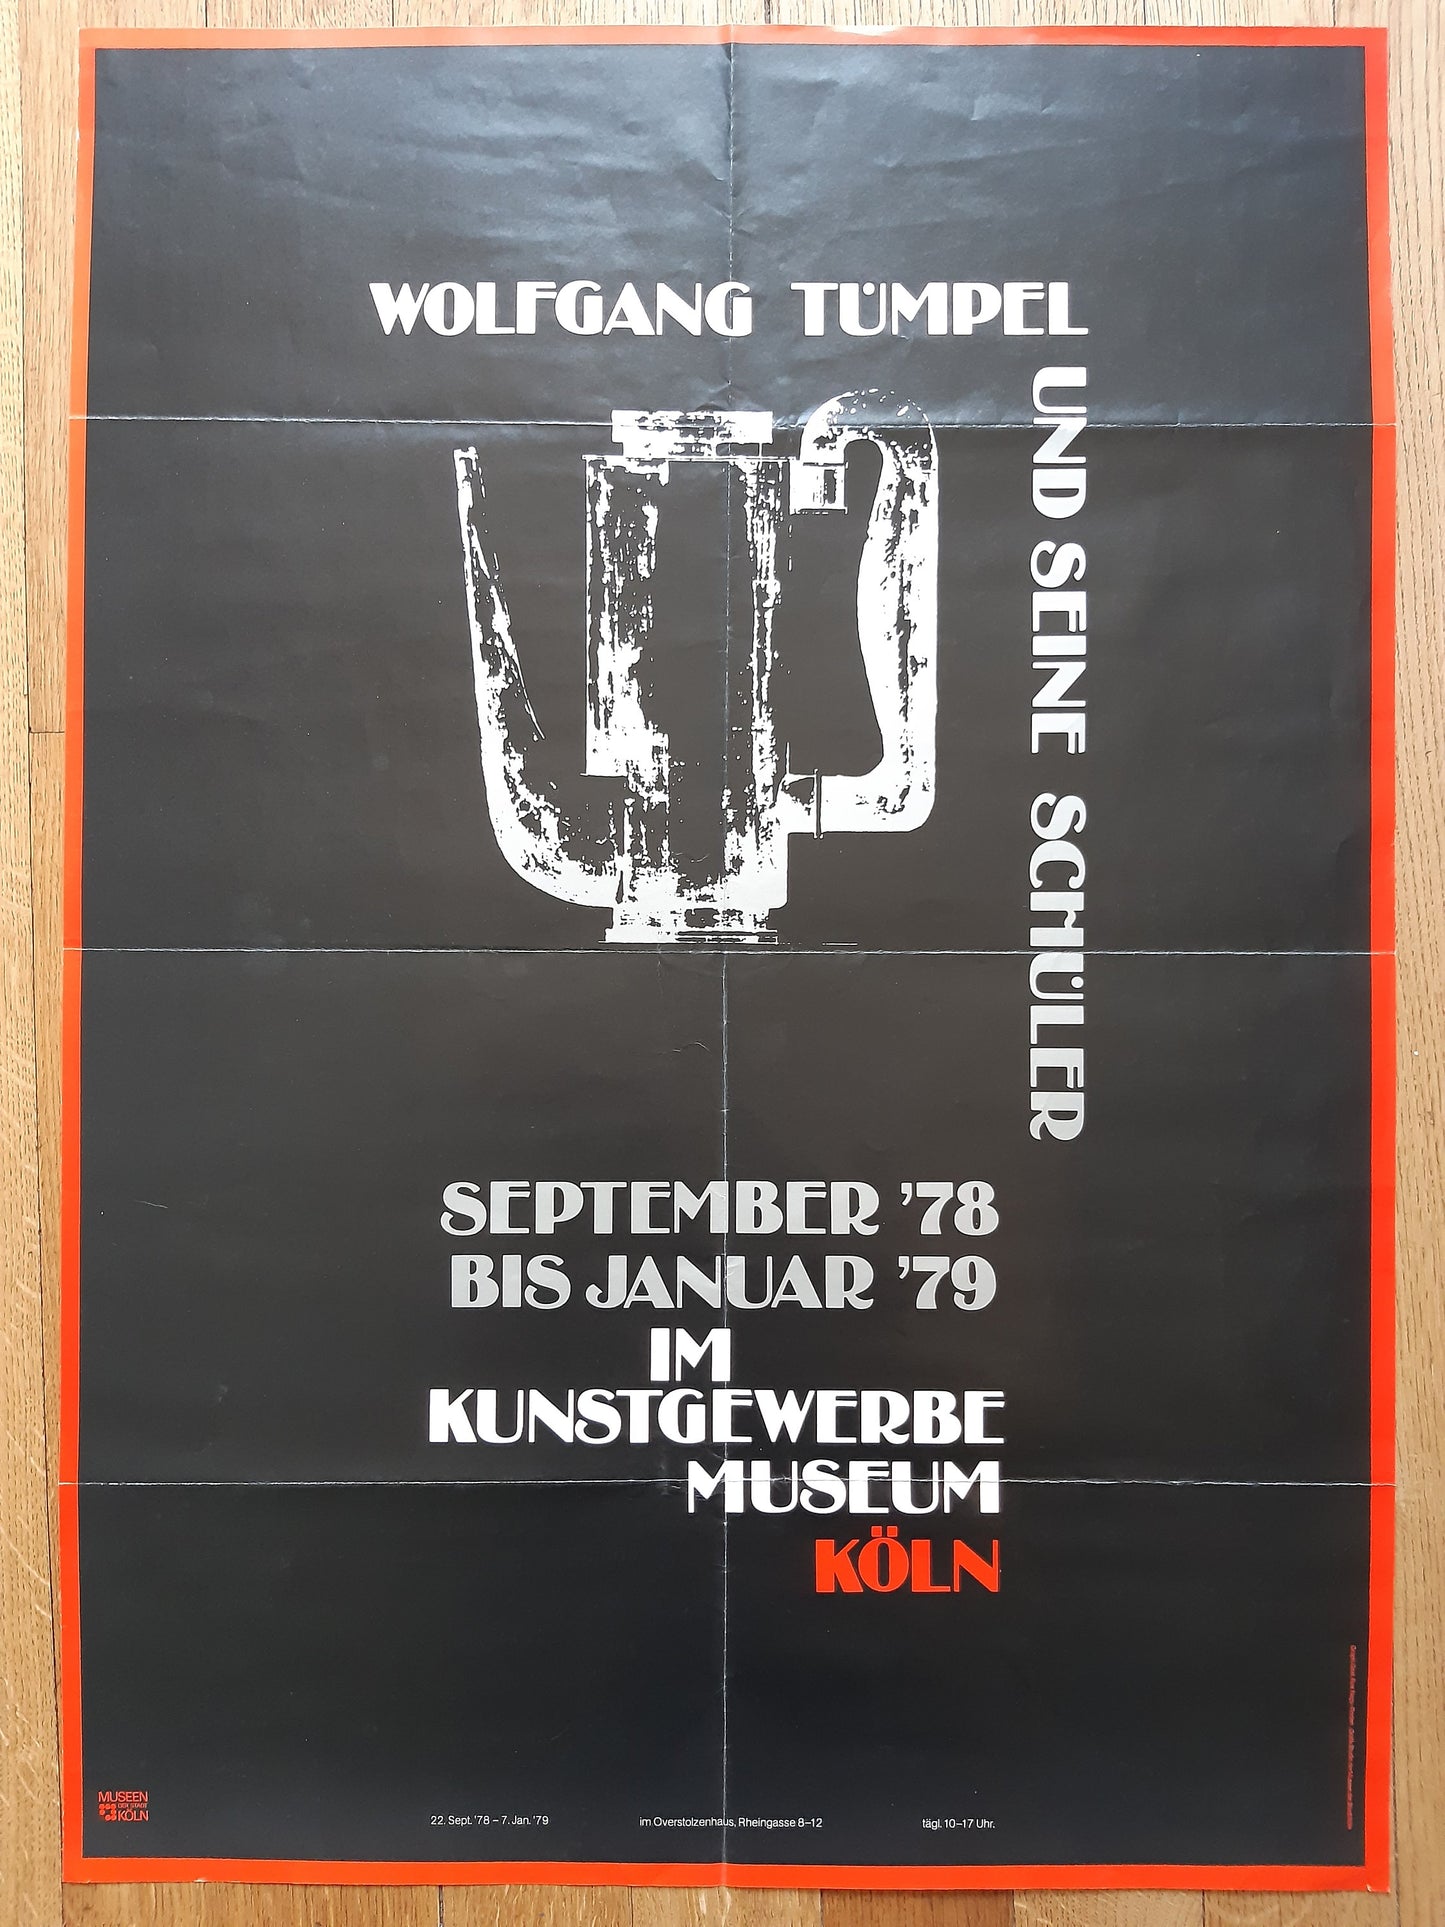 WOLFGANG TÜMPEL
UND SEINE SCHÜLER
SEPTEMBER ’78
BIS JANUAR ’79
IM
KUNSTGEWERBE
MUSEUM
KÖLN
MUSEEN
DER STADT
KÖLN
22. Sept. ’78 – 7. Jan. ’79
im Overstolzenhaus, Rheingasse 8–12
tägl. 10–17 Uhr.